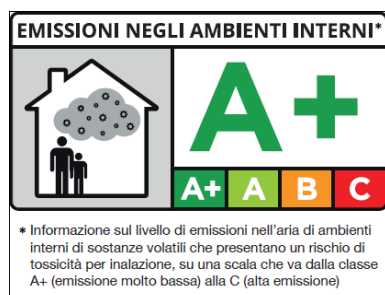 EMISSIONI NEGLI AMBIENTI INTERNI*
A+
A+ A B C
* Informazione sul livello di emissioni nell'aria di ambienti
interni di sostanze volatili che presentano un rischio di
tossicità per inalazione, su una scala che va dalla classe
A+ (emissione molto bassa) alla C (alta emissione)